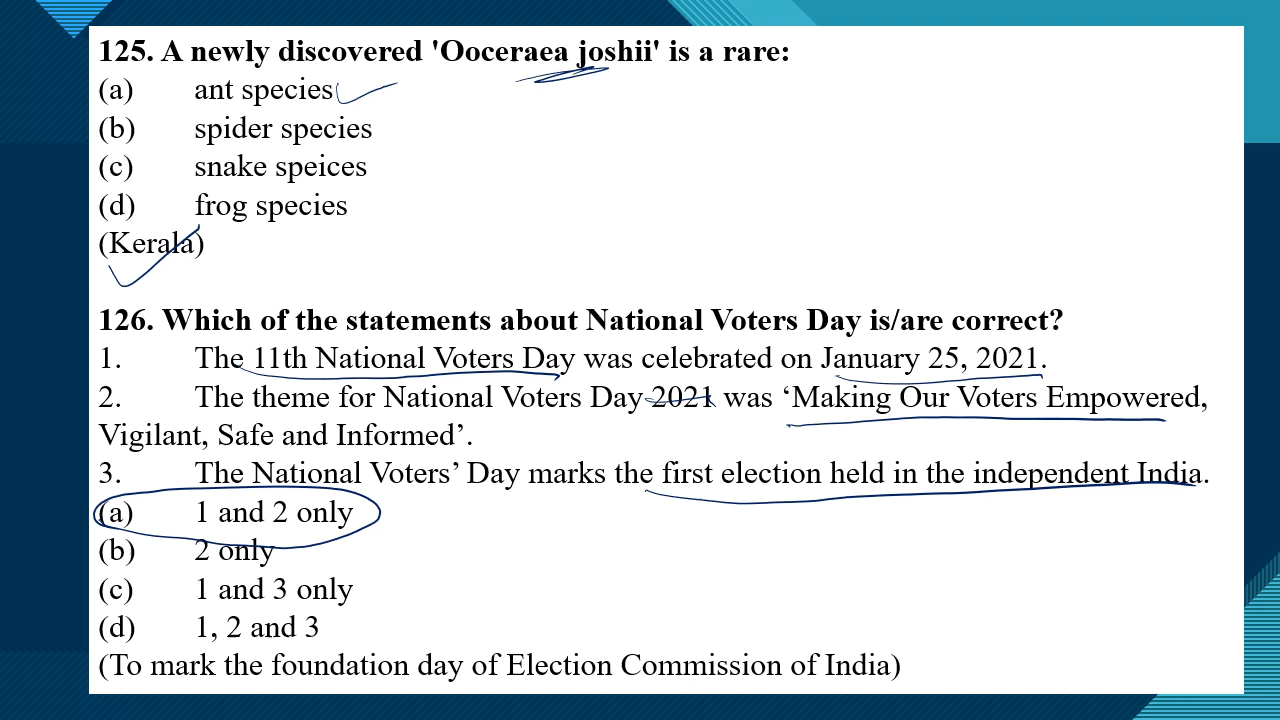 125. A newly discovered 'Ooceraea joshii' is a rare:
(a) ant species
(b) spider species
(c) snake speices
(d) frog species
(Kerala)
126. Which of the statements about National Voters Day is/are correct?
1. The 11th National Voters Day was celebrated on January 25, 2021.
2. The theme for National Voters Day 2021 was ‘Making Our Voters Empowered,
Vigilant, Safe and Informed’.
3. The National Voters’ Day marks the first election held in the independent India.
(a) 1 and 2 only
(b) 2 only
(c) 1 and 3 only
(d) 1, 2 and 3
(To mark the foundation day of Election Commission of India)